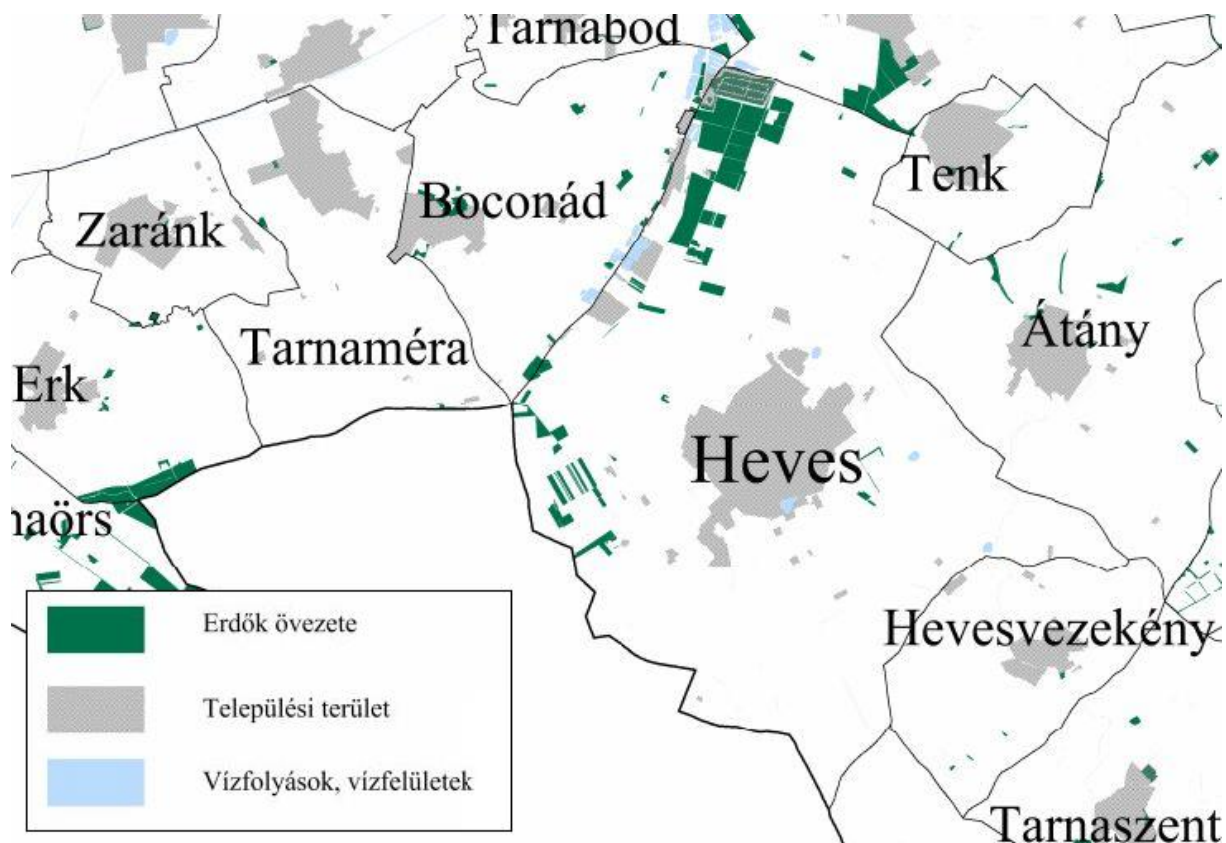 Tarnabod
Tenk
Boconád
Zaránk
Átány
Tarnaméra
Erk
Heves
naörs
Hevesvezekény
Tarnaszent
Erdők övezete
Települési terület
Vízfolyások, vízfelületek